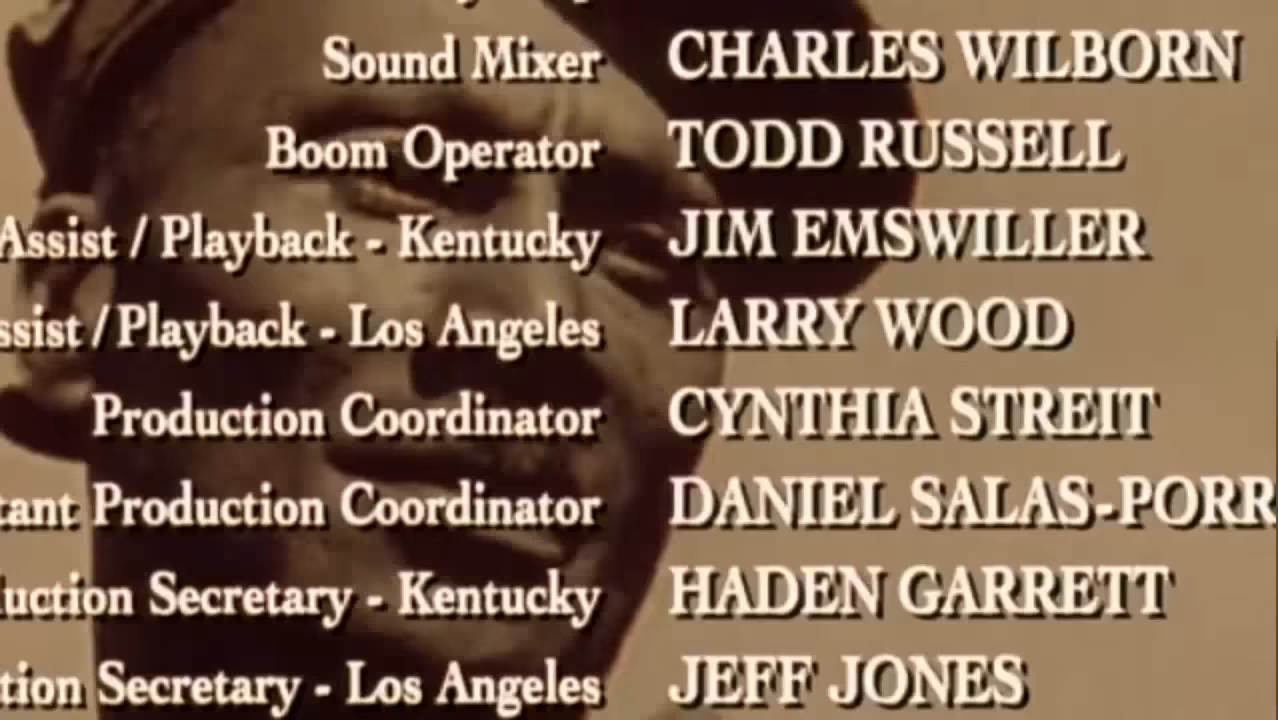 Sound Mixer CHARLES WILBORN
Boom Operator TODD RUSSELL
Assist / Playback - Kentucky JIM EMSWILLER
ssist / Playback - Los Angeles LARRY WOOD
Production Coordinator CYNTHIA STREIT
tant Production Coordinator DANIEL SALAS-PORR
uction Secretary - Kentucky HADEN GARRETT
tion Secretary - Los Angeles JEFF JONES